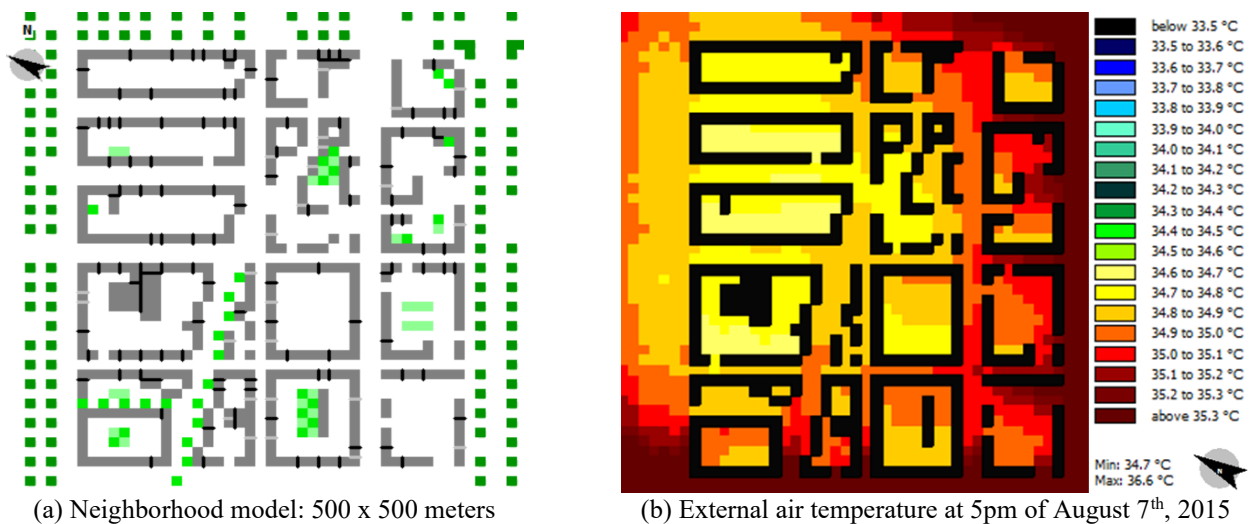 N
below 33.5 °C
33.5 to 33.6 °C
33.6 to 33.7 °C
33.7 to 33.8 °C
33.8 to 33.9 °C
33.9 to 34.0 °C
34.0 to 34.1 °C
34.1 to 34.2 °C
34.2 to 34.3 °C
34.3 to 34.4 °C
34.4 to 34.5 °C
34.5 to 34.6 °C
34.6 to 34.7 °C
34.7 to 34.8 °C
34.8 to 34.9 °C
34.9 to 35.0 °C
35.0 to 35.1 °C
35.1 to 35.2 °C
35.2 to 35.3 °C
above 35.3 °C
Min: 34.7 °C
Max: 36.6 °C
N
(a) Neighborhood model: 500 x 500 meters
(b) External air temperature at 5pm of August 7th, 2015